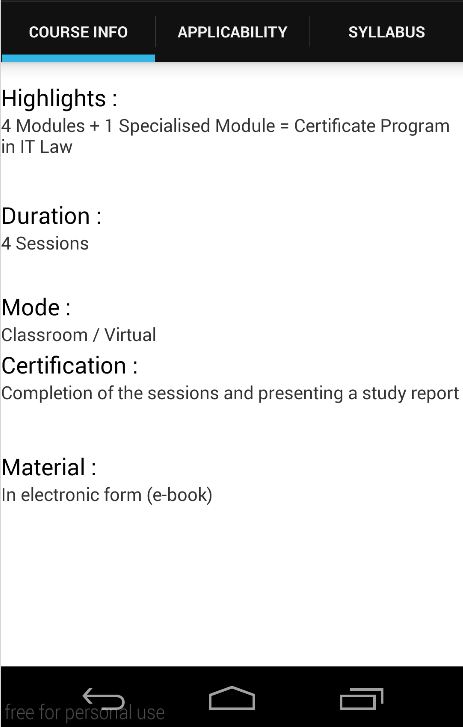 COURSE INFO APPLICABILITY SYLLABUS
Highlights :
4 Modules + 1 Specialised Module = Certificate Program
in IT Law
Duration :
4 Sessions
Mode :
Classroom / Virtual
Certification :
Completion of the sessions and presenting a study report
Material :
In electronic form (e-book)
free for personal use